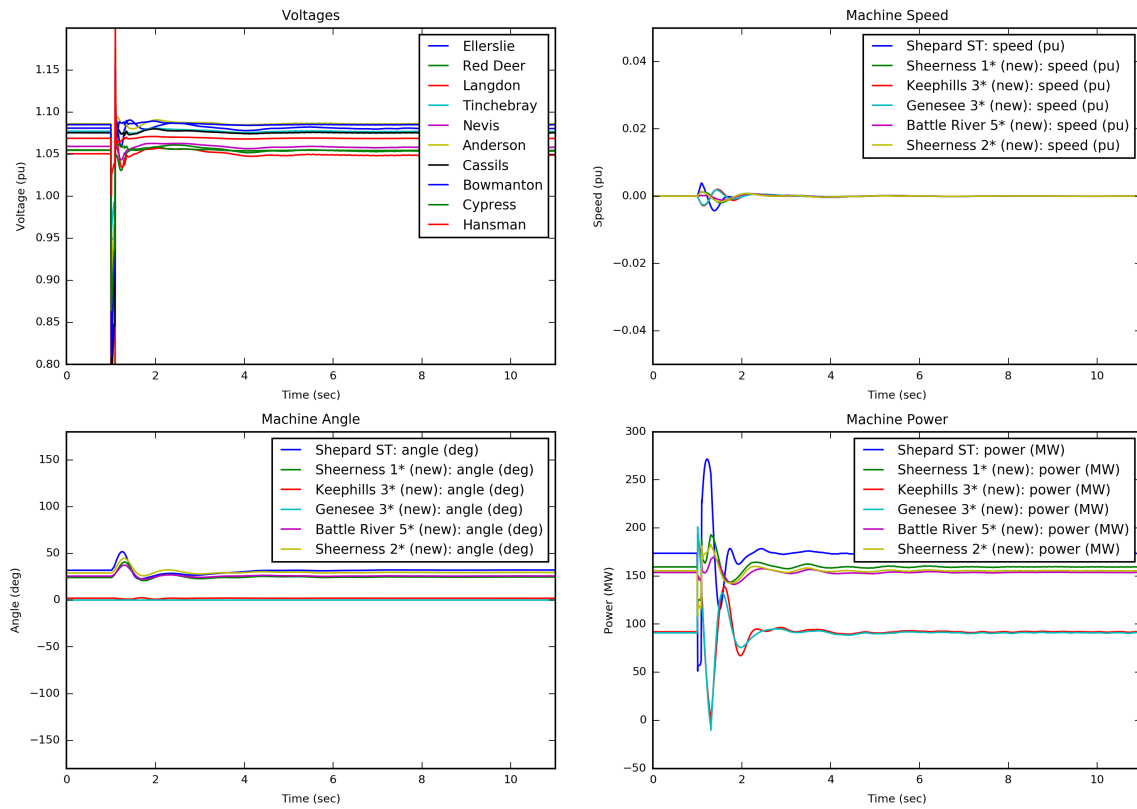 Voltages
1.15
1.10
1.05
1.00
0.95
0.90
0.85
0.80
Voltage (pu)
0
2
4
6
8
10
Time (sec)
Ellerslie
Red Deer
Langdon
Tinchebray
Nevis
Anderson
Cassils
Bowmanton
Cypress
Hansman
Machine Speed
0.04
0.02
0.00
−0.02
−0.04
Speed (pu)
0
2
4
6
8
10
Time (sec)
Shepard ST: speed (pu)
Sheerness 1* (new): speed (pu)
Keephills 3* (new): speed (pu)
Genesee 3* (new): speed (pu)
Battle River 5* (new): speed (pu)
Sheerness 2* (new): speed (pu)
Machine Angle
150
100
50
0
−50
−100
−150
Angle (deg)
0
2
4
6
8
10
Time (sec)
Shepard ST: angle (deg)
Sheerness 1* (new): angle (deg)
Keephills 3* (new): angle (deg)
Genesee 3* (new): angle (deg)
Battle River 5* (new): angle (deg)
Sheerness 2* (new): angle (deg)
Machine Power
300
250
200
150
100
50
0
−50
Power (MW)
0
2
4
6
8
10
Time (sec)
Shepard ST: power (MW)
Sheerness 1* (new): power (MW)
Keephills 3* (new): power (MW)
Genesee 3* (new): power (MW)
Battle River 5* (new): power (MW)
Sheerness 2* (new): power (MW)